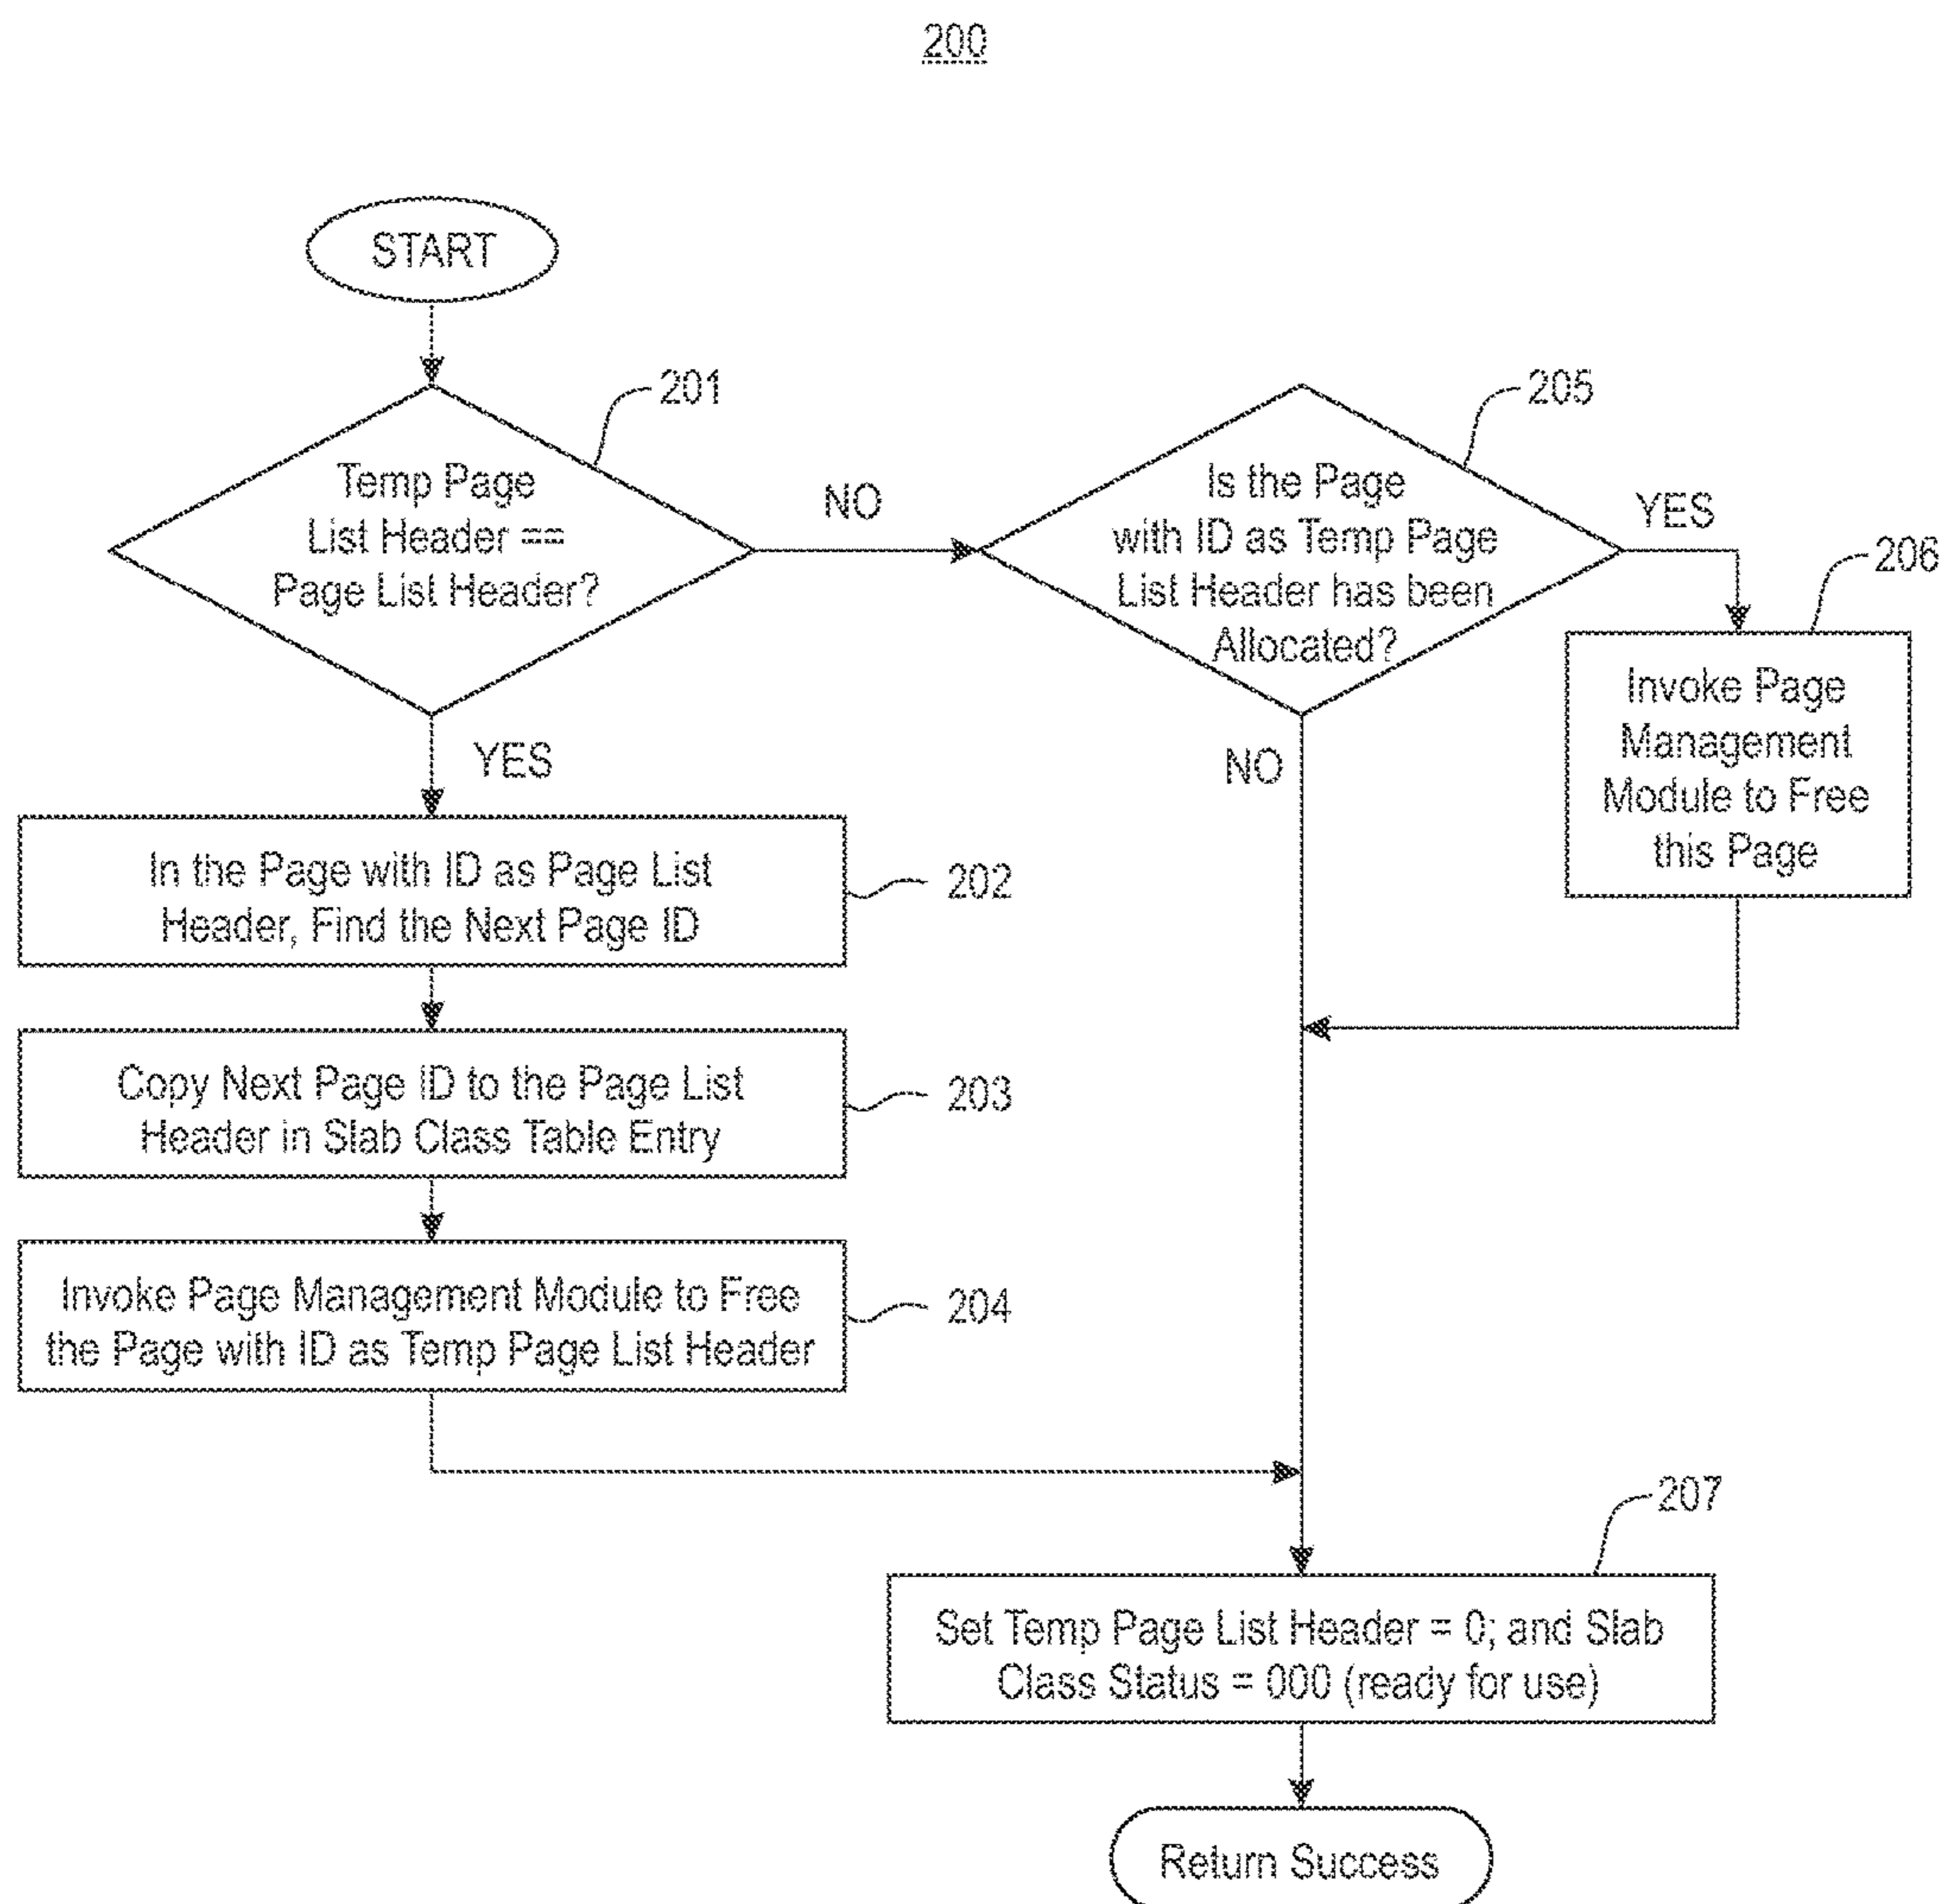 200
START
201
Temp Page
List Header ==
Page List Header?
NO
YES
205
Is the Page
with ID as Temp Page
List Header has been
Allocated?
YES
NO
206
Invoke Page
Management
Module to Free
this Page
In the Page with ID as Page List
Header, Find the Next Page ID
202
Copy Next Page ID to the Page List
Header in Slab Class Table Entry
203
Invoke Page Management Module to Free
the Page with ID as Temp Page List Header
204
207
Set Temp Page List Header = 0; and Slab
Class Status = 000 (ready for use)
Return Success